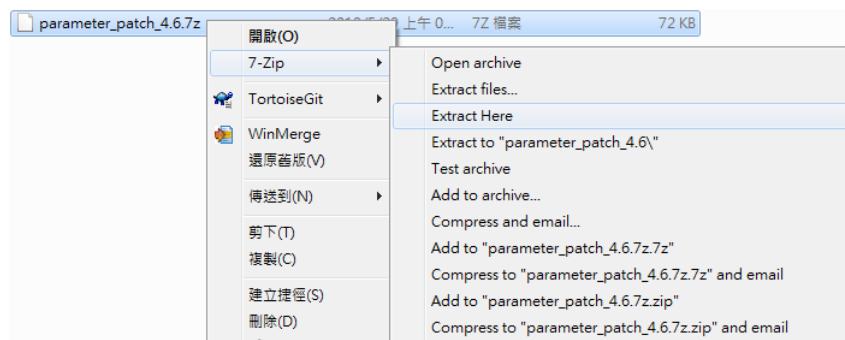 parameter_patch_4.6.7z
上午 0... 7Z 檔案 72 KB
開啟(O)
7-Zip
TortoiseGit
WinMerge
還原舊版(V)
傳送到(N)
剪下(T)
複製(C)
建立捷徑(S)
刪除(D)
Open archive
Extract files...
Extract Here
Extract to "parameter_patch_4.6\"
Test archive
Add to archive...
Compress and email...
Add to "parameter_patch_4.6.7z.7z"
Compress to "parameter_patch_4.6.7z.7z" and email
Add to "parameter_patch_4.6.7z.zip"
Compress to "parameter_patch_4.6.7z.zip" and email